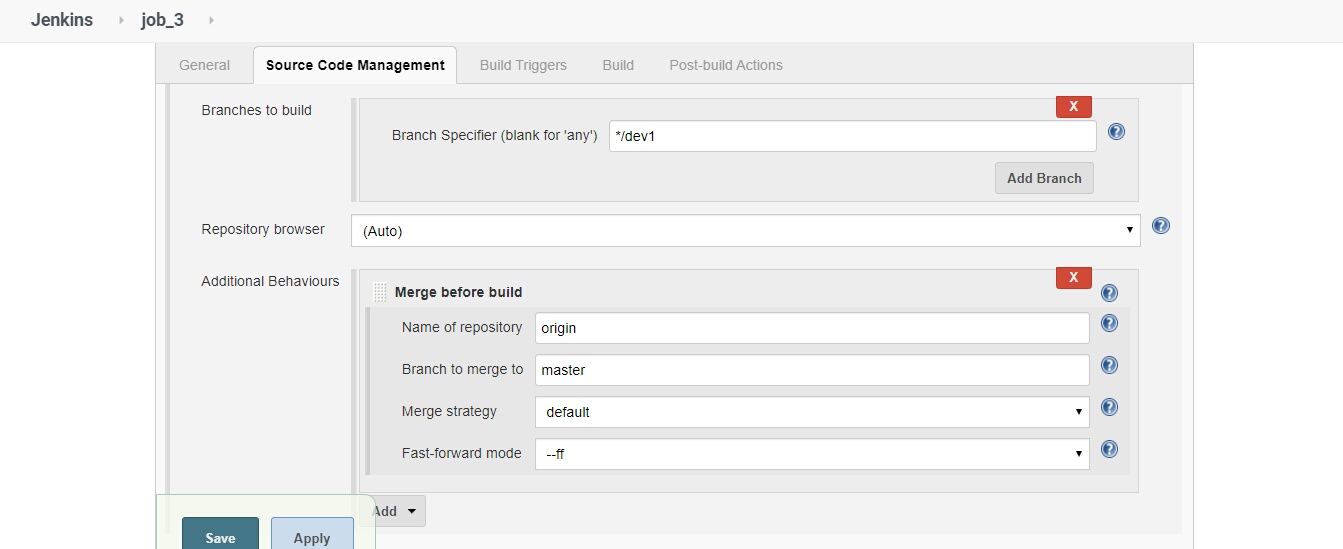 Jenkins job_3
General Source Code Management Build Triggers Build Post-build Actions
Branches to build
X
Branch Specifier (blank for 'any') */dev1
Add Branch
Repository browser (Auto)
Additional Behaviours
X
Merge before build
Name of repository origin
Branch to merge to master
Merge strategy default
Fast-forward mode --ff
Add
Save Apply